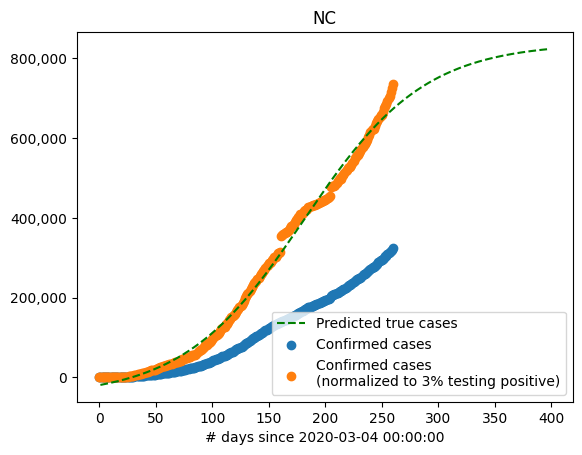 NC
800,000
600,000
400,000
200,000
0
Predicted true cases
Confirmed cases
Confirmed cases
(normalized to 3% testing positive)
0 50 100 150 200 250 300 350 400
# days since 2020-03-04 00:00:00